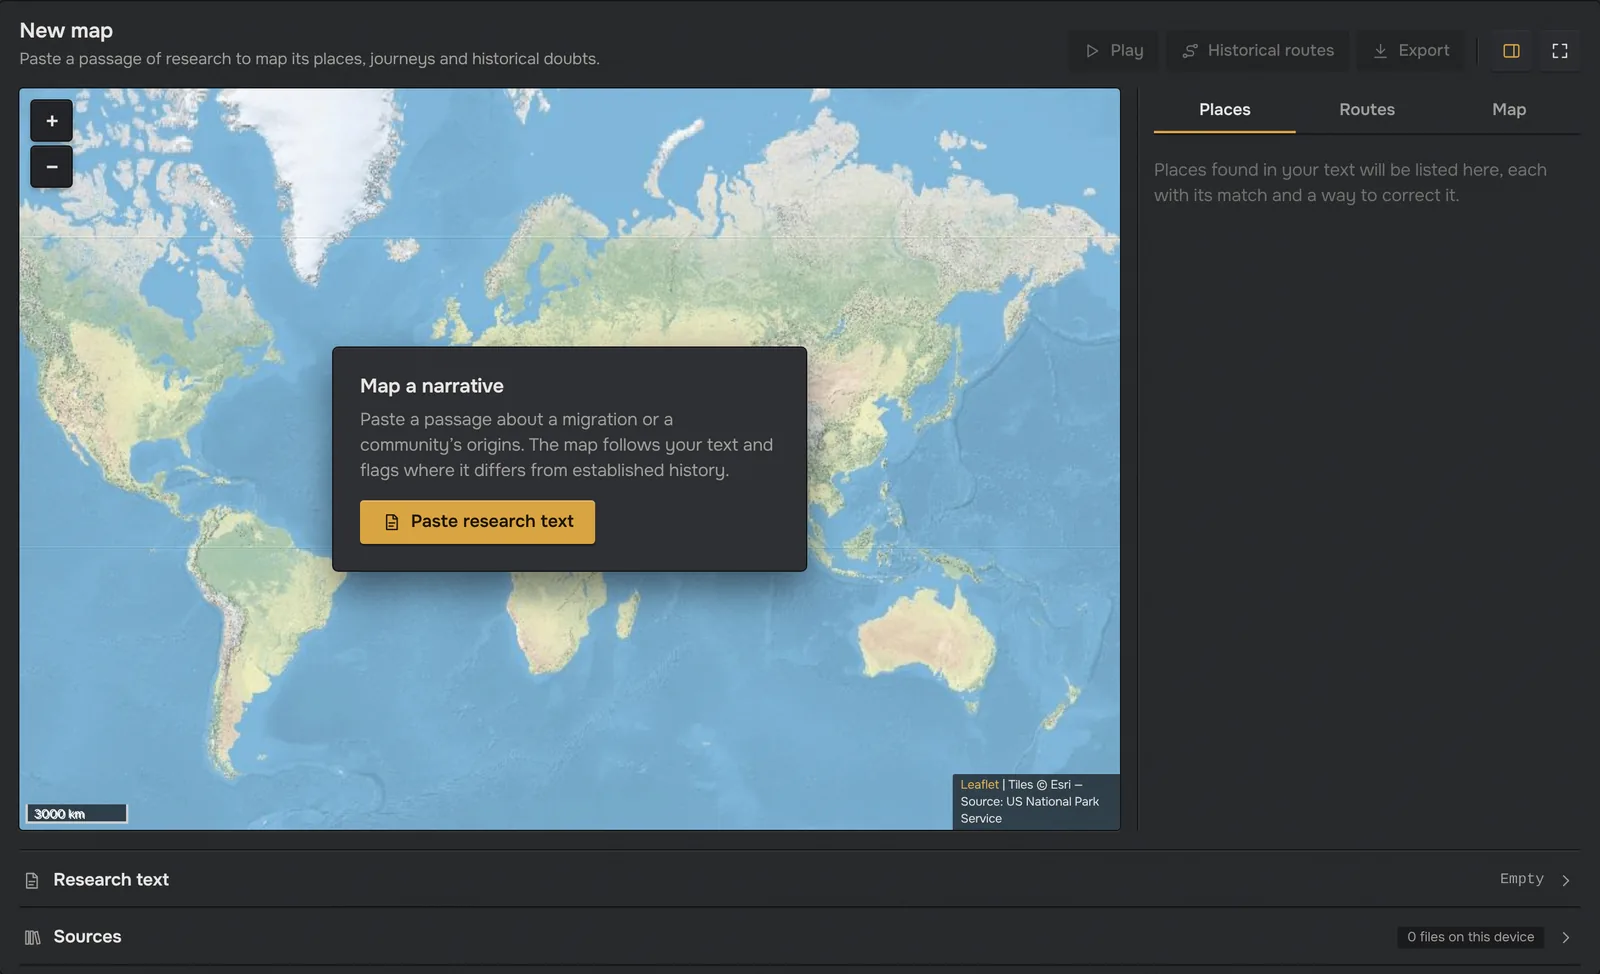 New map
Paste a passage of research to map its places, journeys and historical doubts.
Play
Historical routes
Export
+
−
Places
Routes
Map
Places found in your text will be listed here, each
with its match and a way to correct it.
Map a narrative
Paste a passage about a migration or a
community’s origins. The map follows your text and
flags where it differs from established history.
Paste research text
3000 km
Leaflet | Tiles © Esri —
Source: US National Park
Service
Research text
Empty
Sources
0 files on this device